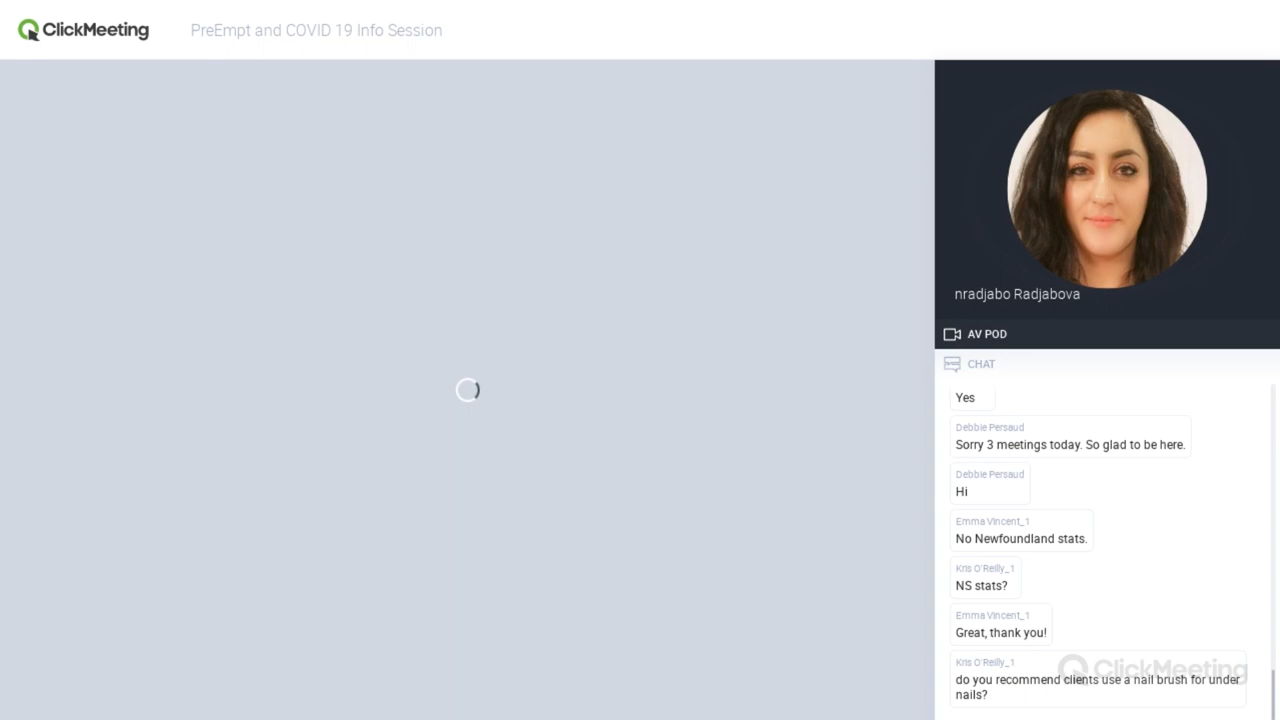 ClickMeeting
PreEmpt and COVID 19 Info Session
nradjabo Radjabova
AV POD
CHAT
Yes
Debbie Persaud
Sorry 3 meetings today. So glad to be here.
Debbie Persaud
Hi
Emma Vincent_1
No Newfoundland stats.
Kris O'Reilly_1
NS stats?
Emma Vincent_1
Great, thank you!
Kris O'Reilly_1
ClickMeeting
do you recommend clients use a nail brush for under
nails?